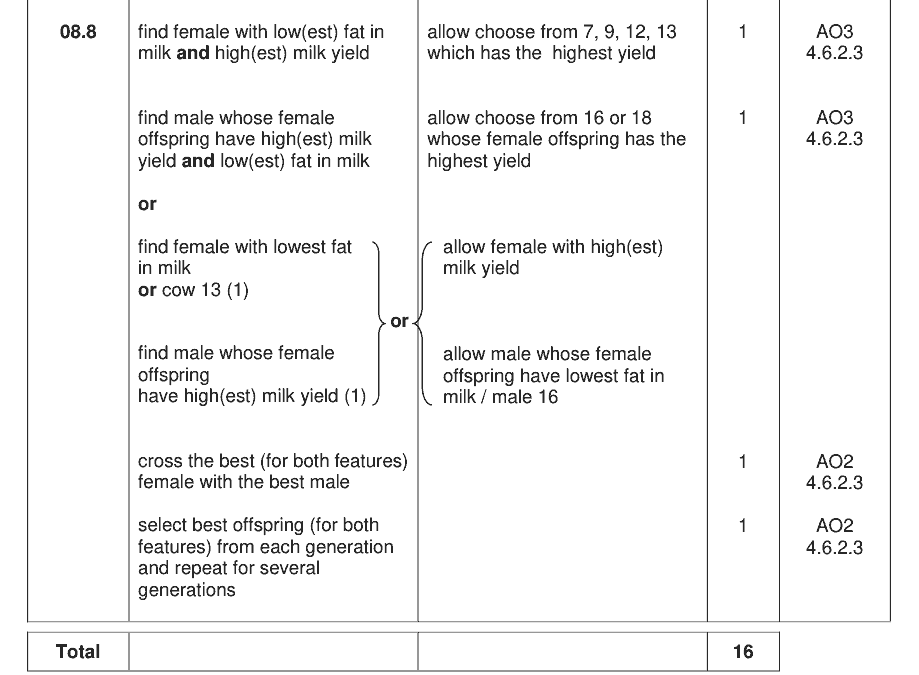 08.8
find female with low(est) fat in
milk and high(est) milk yield
allow choose from 7, 9, 12, 13
which has the highest yield
1
AO3
4.6.2.3
find male whose female
offspring have high(est) milk
yield and low(est) fat in milk
allow choose from 16 or 18
whose female offspring has the
highest yield
1
AO3
4.6.2.3
or
find female with lowest fat
in milk
or cow 13 (1)
find male whose female
offspring
have high(est) milk yield (1)
or
allow female with high(est)
milk yield
allow male whose female
offspring have lowest fat in
milk / male 16
cross the best (for both features)
female with the best male
1
AO2
4.6.2.3
select best offspring (for both
features) from each generation
and repeat for several
generations
1
AO2
4.6.2.3
Total
16